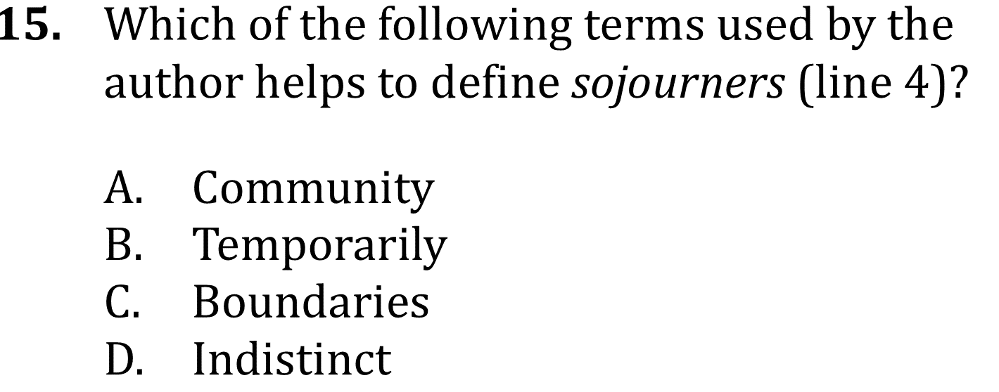 15. Which of the following terms used by the
author helps to define sojourners (line 4)?
A. Community
B. Temporarily
C. Boundaries
D. Indistinct